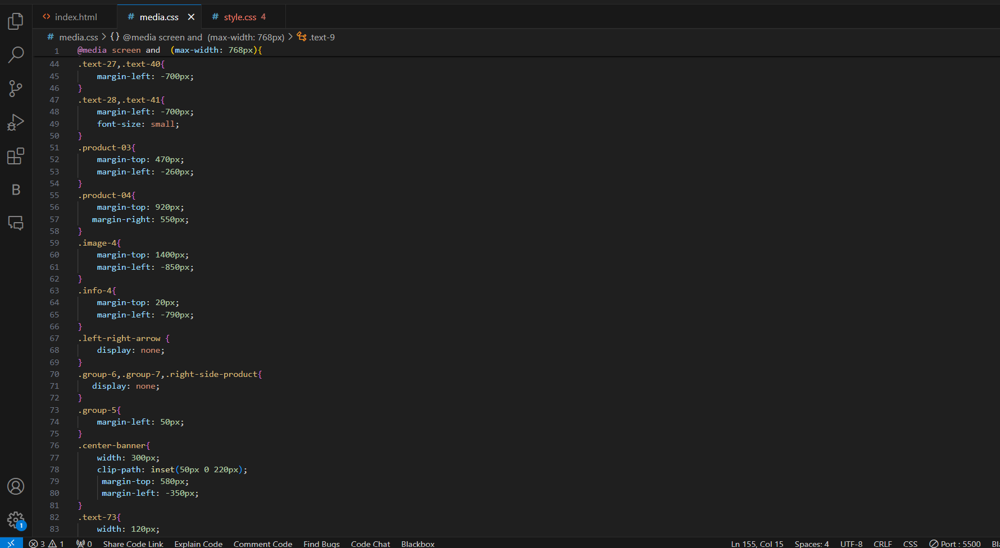 index.html
media.css
style.css 4
media.css > {} @media screen and (max-width: 768px) > .text-9
1 @media screen and  (max-width: 768px){
44 .text-27,.text-40{
45 margin-left: -700px;
46 }
47 .text-28,.text-41{
48 margin-left: -700px;
49 font-size: small;
50 }
51 .product-03{
52 margin-top: 470px;
53 margin-left: -260px;
54 }
55 .product-04{
56 margin-top: 920px;
57 margin-right: 550px;
58 }
59 .image-4{
60 margin-top: 1400px;
61 margin-left: -850px;
62 }
63 .info-4{
64 margin-top: 20px;
65 margin-left: -790px;
66 }
67 .left-right-arrow {
68 display: none;
69 }
70 .group-6,.group-7,.right-side-product{
71 display: none;
72 }
73 .group-5{
74 margin-left: 50px;
75 }
76 .center-banner{
77 width: 300px;
78 clip-path: inset(50px 0 220px);
79 margin-top: 580px;
80 margin-left: -350px;
81 }
82 .text-73{
83 width: 120px;
B
1
3 1 0 Share Code Link Explain Code Comment Code Find Bugs Code Chat Blackbox Ln 155, Col 15 Spaces: 4 UTF-8 CRLF CSS Port : 5500